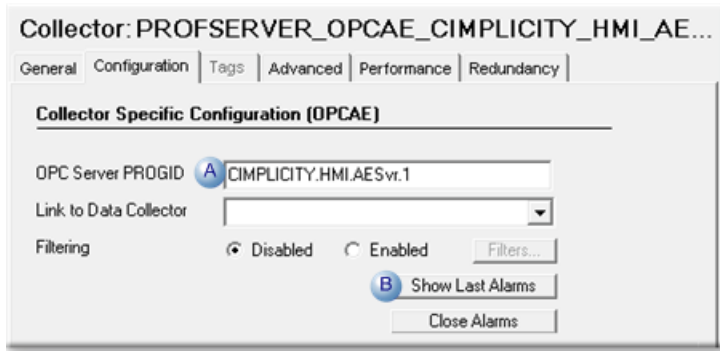 Collector: PROFSERVER_OPCAE_CIMPLICITY_HMI_AE...
General Configuration Tags Advanced Performance Redundancy
Collector Specific Configuration (OPCAE)
OPC Server PROGID A CIMPLICITY.HMI.AESvr.1
Link to Data Collector
Filtering Disabled Enabled Filters...
B Show Last Alarms
Close Alarms